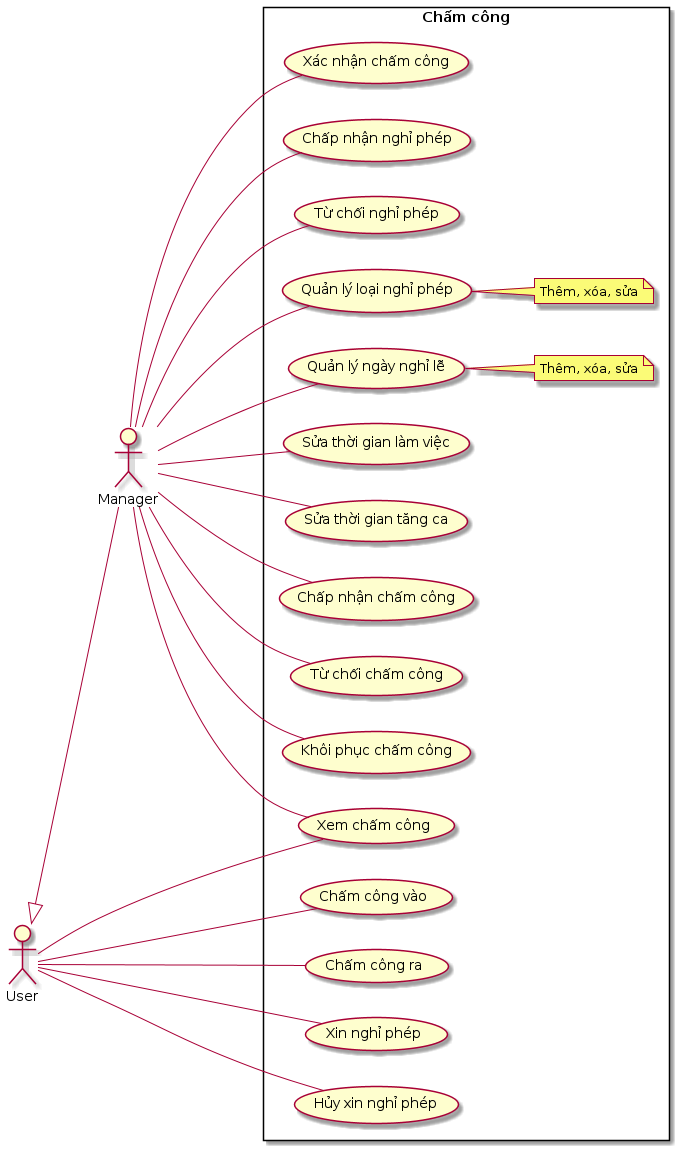 Chấm công
Xác nhận chấm công
Chấp nhận nghỉ phép
Từ chối nghỉ phép
Quản lý loại nghỉ phép
Thêm, xóa, sửa
Quản lý ngày nghỉ lễ
Thêm, xóa, sửa
Sửa thời gian làm việc
Manager
Sửa thời gian tăng ca
Chấp nhận chấm công
Từ chối chấm công
Khôi phục chấm công
Xem chấm công
Chấm công vào
Chấm công ra
User
Xin nghỉ phép
Hủy xin nghỉ phép